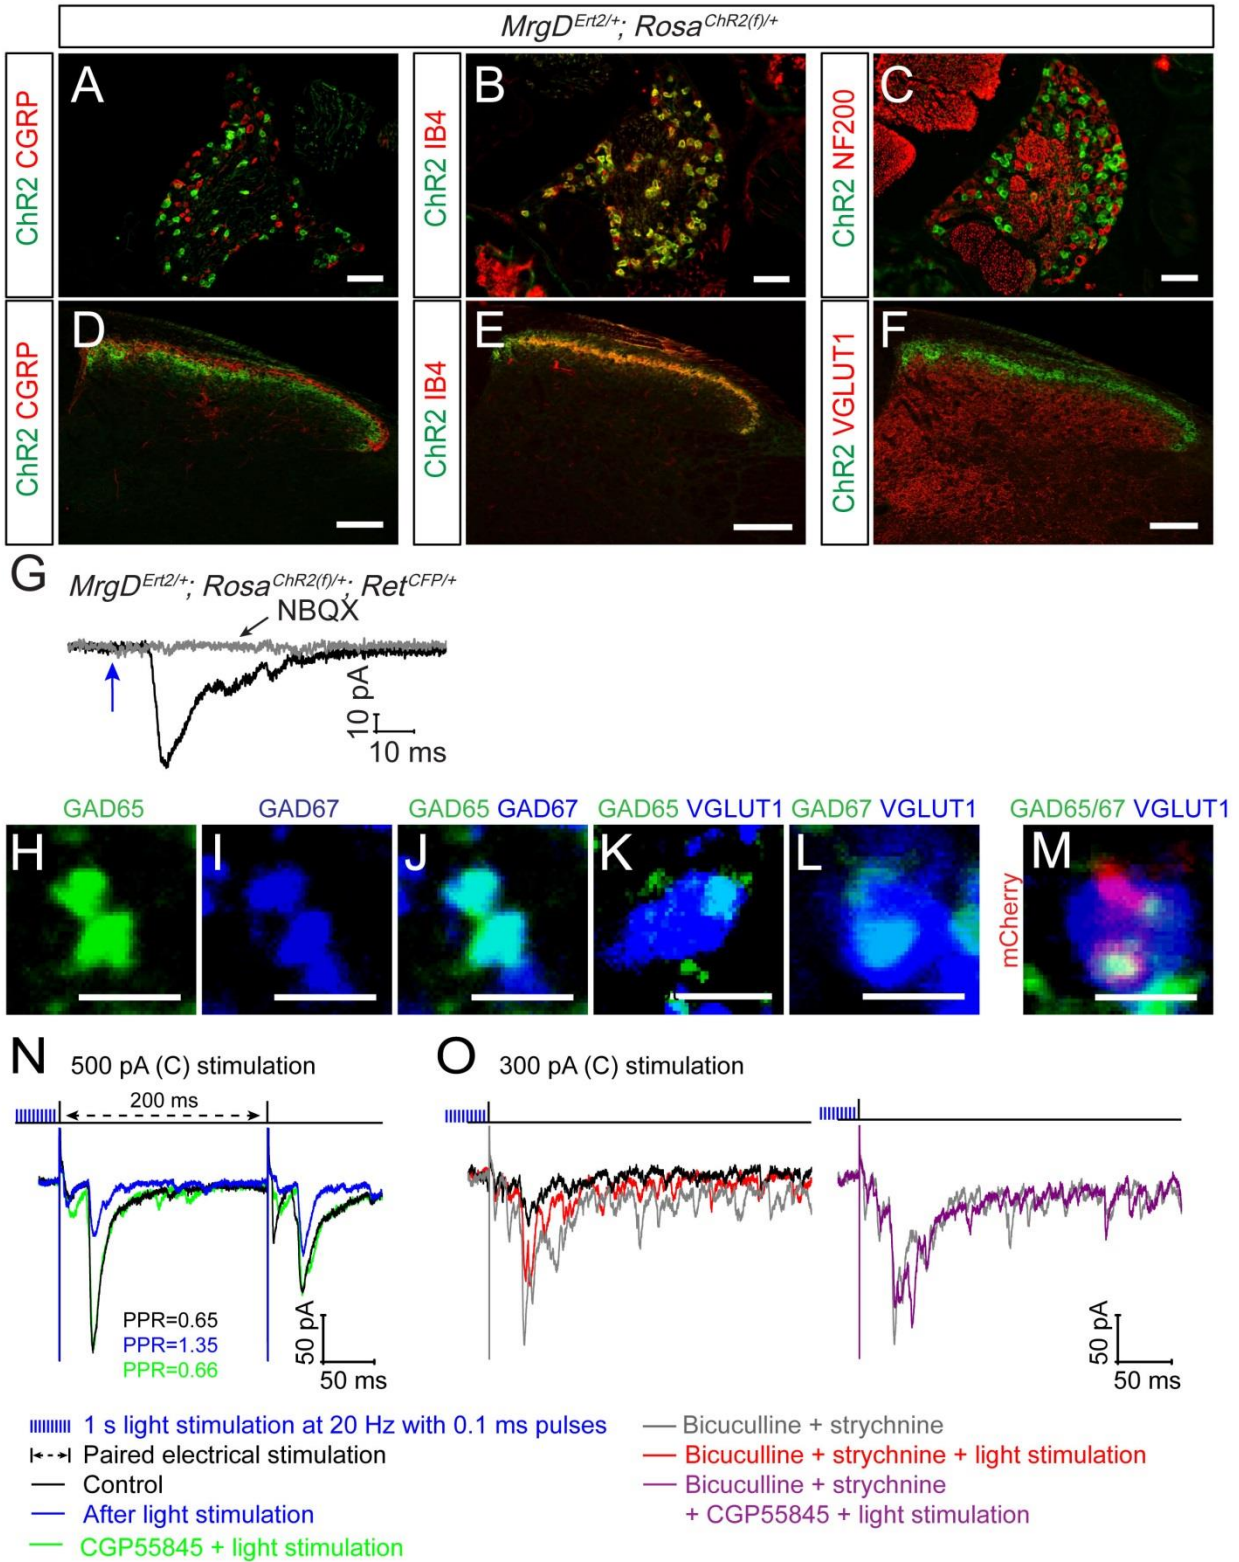 MrgD^Ert2/+; Rosa^ChR2(f)/+
ChR2 CGRP
A
ChR2 IB4
B
ChR2 NF200
C
ChR2 CGRP
D
ChR2 IB4
E
ChR2 VGLUT1
F
G
MrgD^Ert2/+; Rosa^ChR2(f)/+; Ret^CFP/+
NBQX
10 pA
10 ms
GAD65
GAD67
GAD65 GAD67
GAD65 VGLUT1
GAD67 VGLUT1
GAD65/67 VGLUT1
H
I
J
K
L
mCherry
M
N
500 pA (C) stimulation
200 ms
PPR=0.65
PPR=1.35
PPR=0.66
50 pA
50 ms
O
300 pA (C) stimulation
50 pA
50 ms
1 s light stimulation at 20 Hz with 0.1 ms pulses
Paired electrical stimulation
Control
After light stimulation
CGP55845 + light stimulation
Bicuculline + strychnine
Bicuculline + strychnine + light stimulation
Bicuculline + strychnine
+ CGP55845 + light stimulation